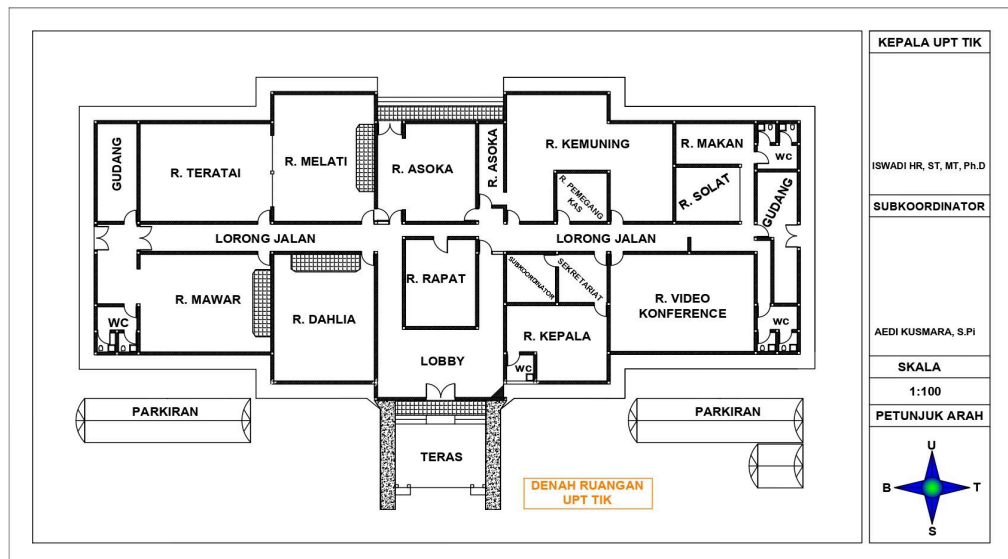 GUDANG
R. TERATAI
R. MELATI
R. ASOKA
R. ASOKA
R. KEMUNING
R. PEMEGANG
KAS
R. MAKAN
R. SOLAT
WC
GUDANG
LORONG JALAN
LORONG JALAN
WC
R. MAWAR
R. DAHLIA
R. RAPAT
LOBBY
SUBKOORDINATOR
SEKRETARIAT
R. KEPALA
WC
R. VIDEO
KONFERENCE
WC
PARKIRAN
PARKIRAN
TERAS
DENAH RUANGAN
UPT TIK
KEPALA UPT TIK
ISWADI HR, ST, MT, Ph.D
SUBKOORDINATOR
AEDI KUSMARA, S.Pi
SKALA
1:100
PETUNJUK ARAH
U
B
T
S